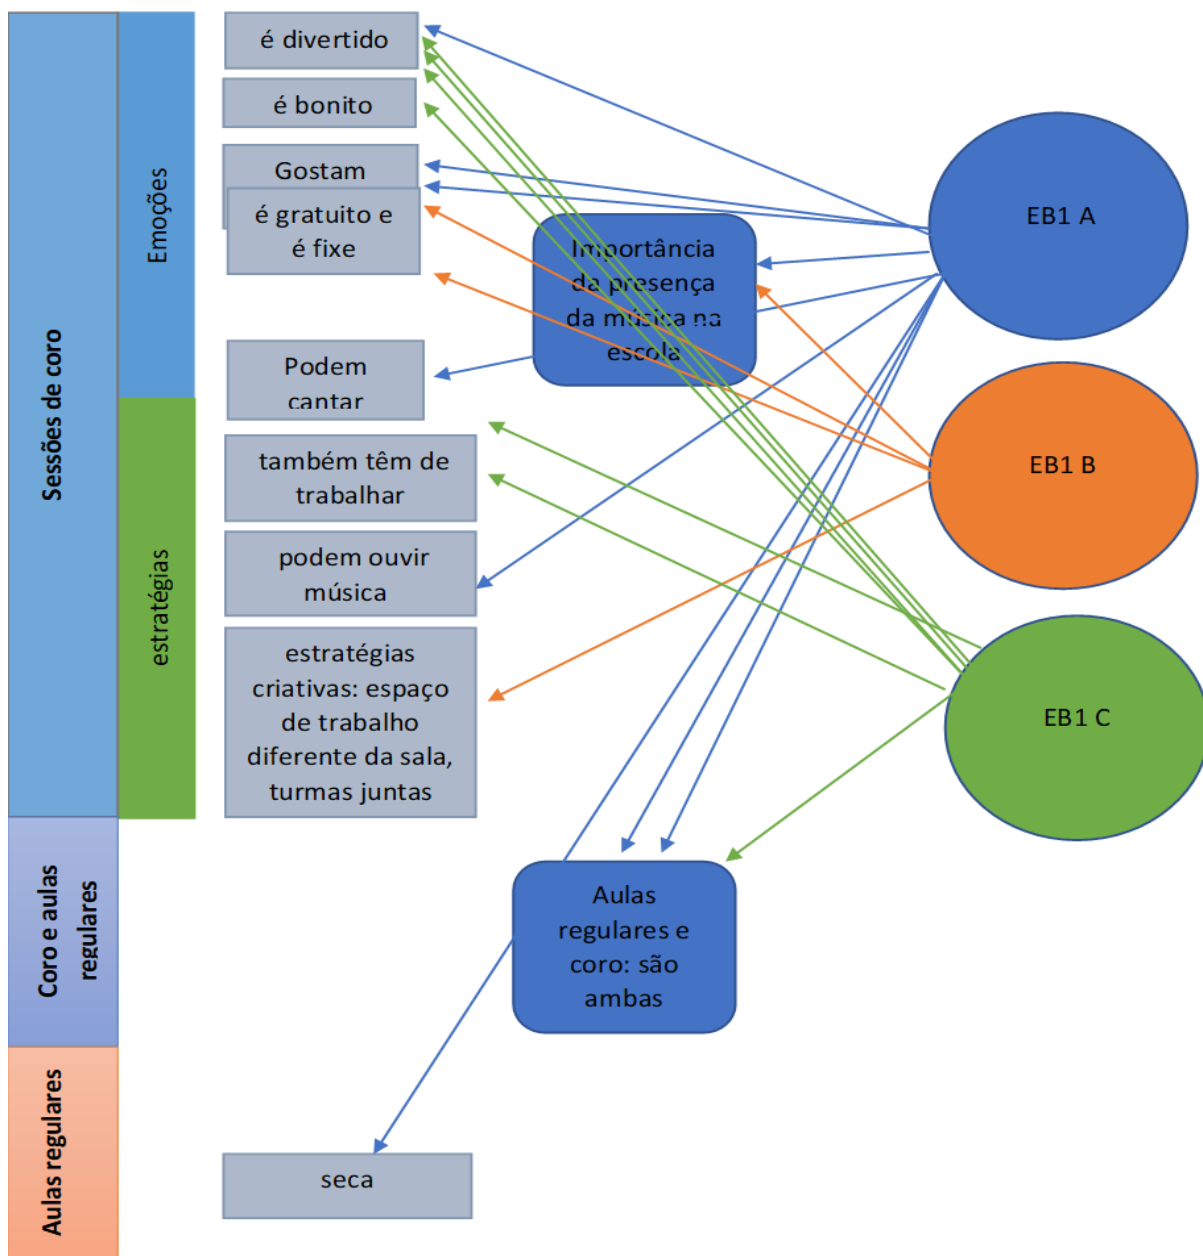 Sessões de coro
Emoções
estratégias
Coro e aulas
regulares
Aulas regulares
é divertido
é bonito
Gostam
é gratuito e
é fixe
Podem
cantar
também têm de
trabalhar
podem ouvir
música
estratégias
criativas: espaço
de trabalho
diferente da sala,
turmas juntas
seca
Importância
da presença
da música na
escola
Aulas
regulares e
coro: são
ambas
EB1 A
EB1 B
EB1 C